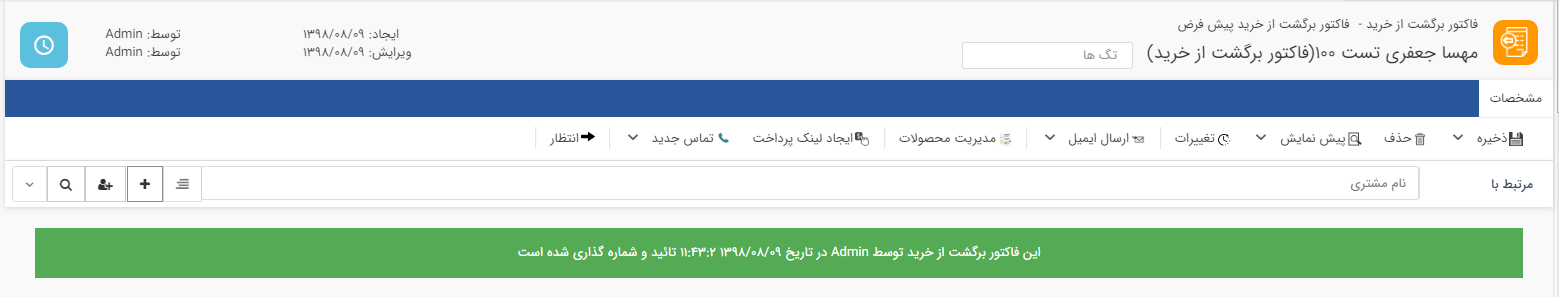 فاکتور برگشت از خرید - فاکتور برگشت از خرید پیش فرض
مهسا جعفری تست ۱۰۰(فاکتور برگشت از خرید)
تگ ها
ایجاد: ۱۳۹۸/۰۸/۰۹ توسط: Admin
ویرایش: ۱۳۹۸/۰۸/۰۹ توسط: Admin
مشخصات
ذخیره حذف پیش نمایش تغییرات ارسال ایمیل مدیریت محصولات ایجاد لینک پرداخت تماس جدید انتظار
مرتبط با نام مشتری
این فاکتور برگشت از خرید توسط Admin در تاریخ ۱۳۹۸/۰۸/۰۹ ۱۱:۴۳:۲ تائید و شماره گذاری شده است